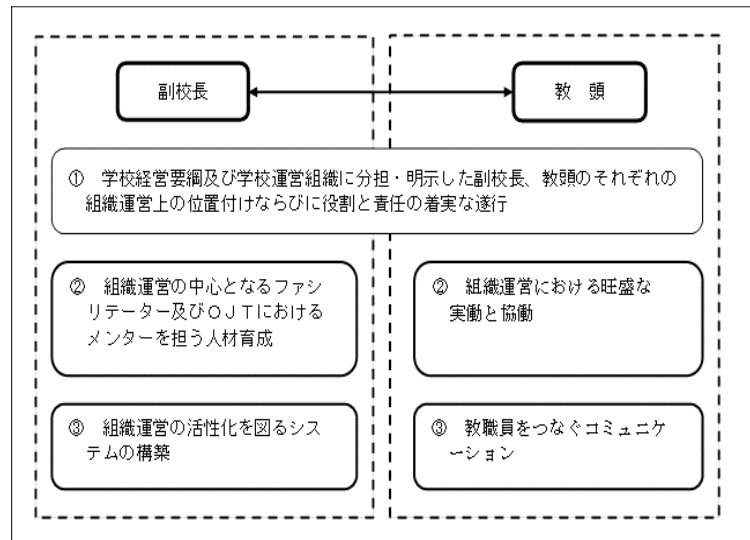 副校長
教　頭
①　学校経営要綱及び学校運営組織に分担・明示した副校長、教頭のそれぞれの
組織運営上の位置付けならびに役割と責任の着実な遂行
②　組織運営の中心となるファシ
リテーター及びＯＪＴにおける
メンターを担う人材育成
②　組織運営における旺盛な
実働と協働
③　組織運営の活性化を図るシス
テムの構築
③　教職員をつなぐコミュニケ
ーション